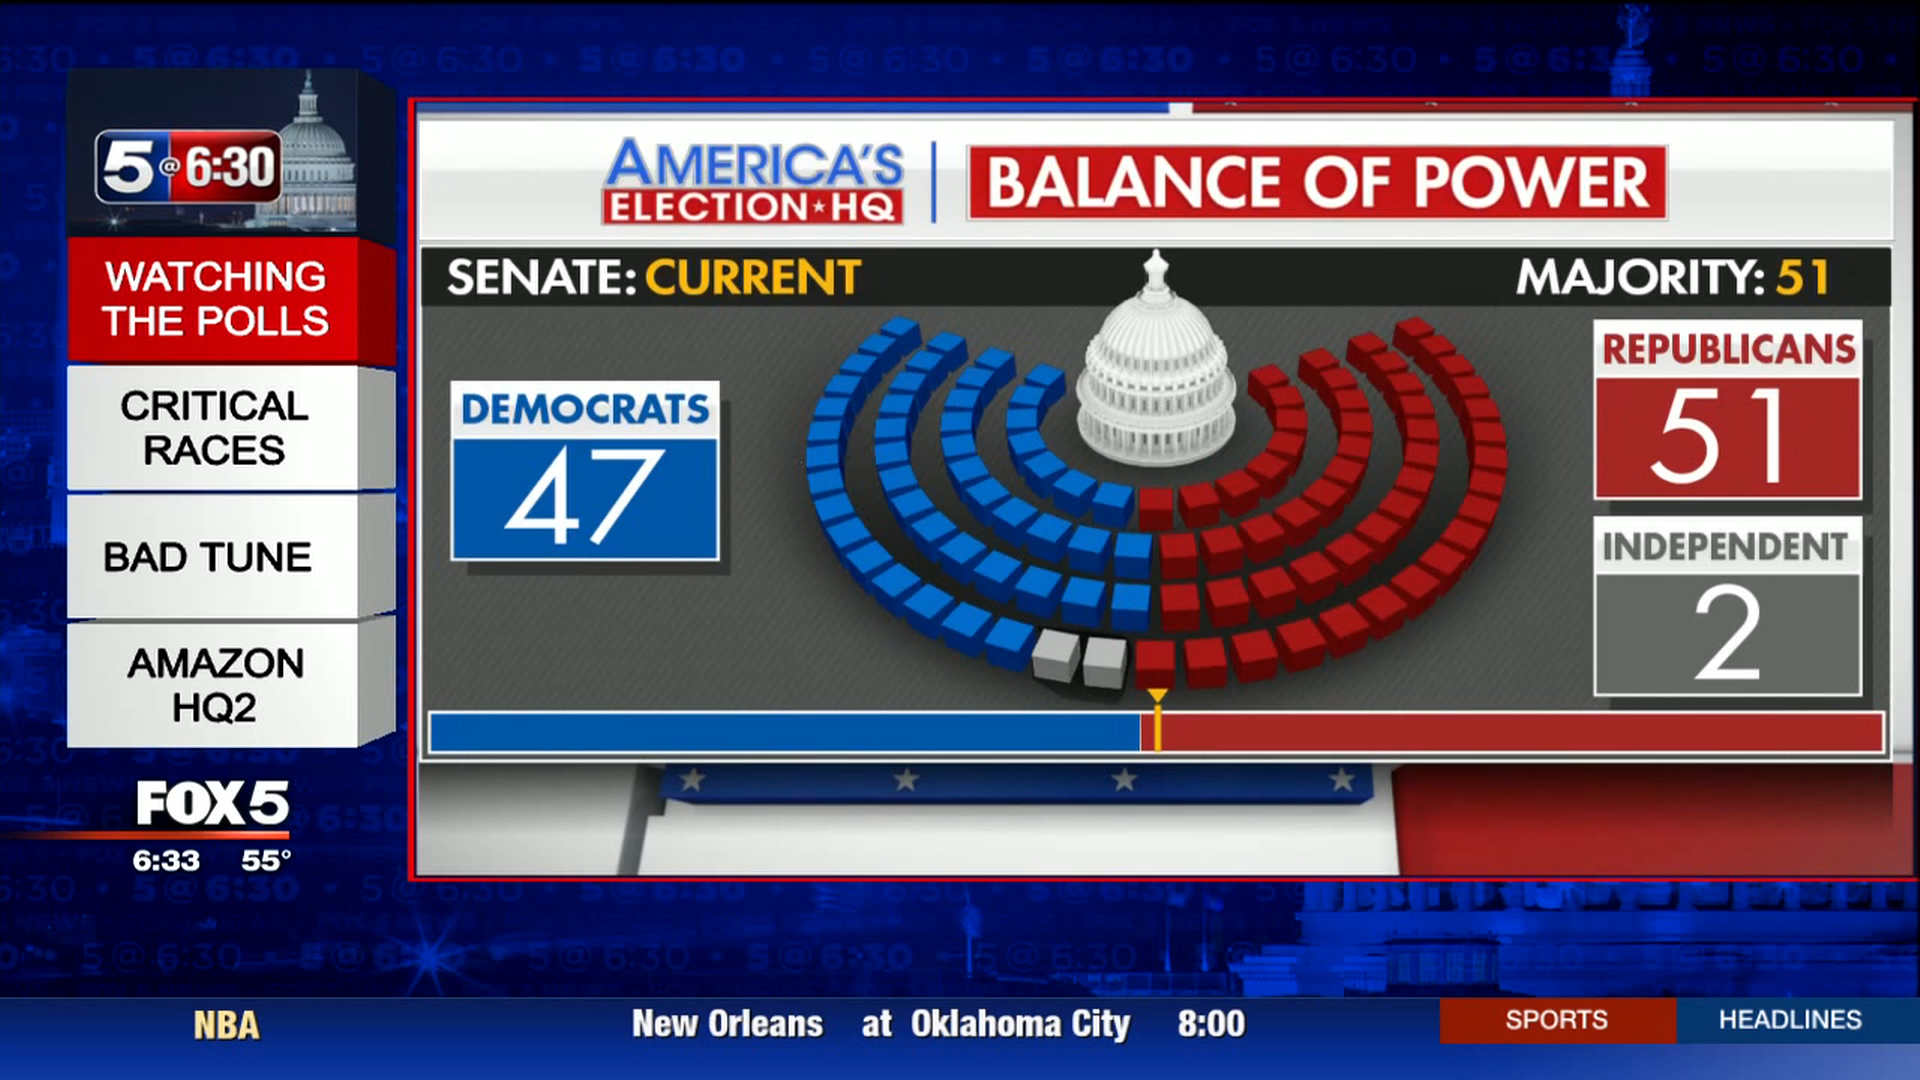 5@6:30
WATCHING
THE POLLS
CRITICAL
RACES
BAD TUNE
AMAZON
HQ2
FOX5
6:33 55°
AMERICA'S
ELECTION★HQ
BALANCE OF POWER
SENATE: CURRENT
MAJORITY: 51
DEMOCRATS
47
REPUBLICANS
51
INDEPENDENT
2
NBA New Orleans at Oklahoma City 8:00
SPORTS HEADLINES